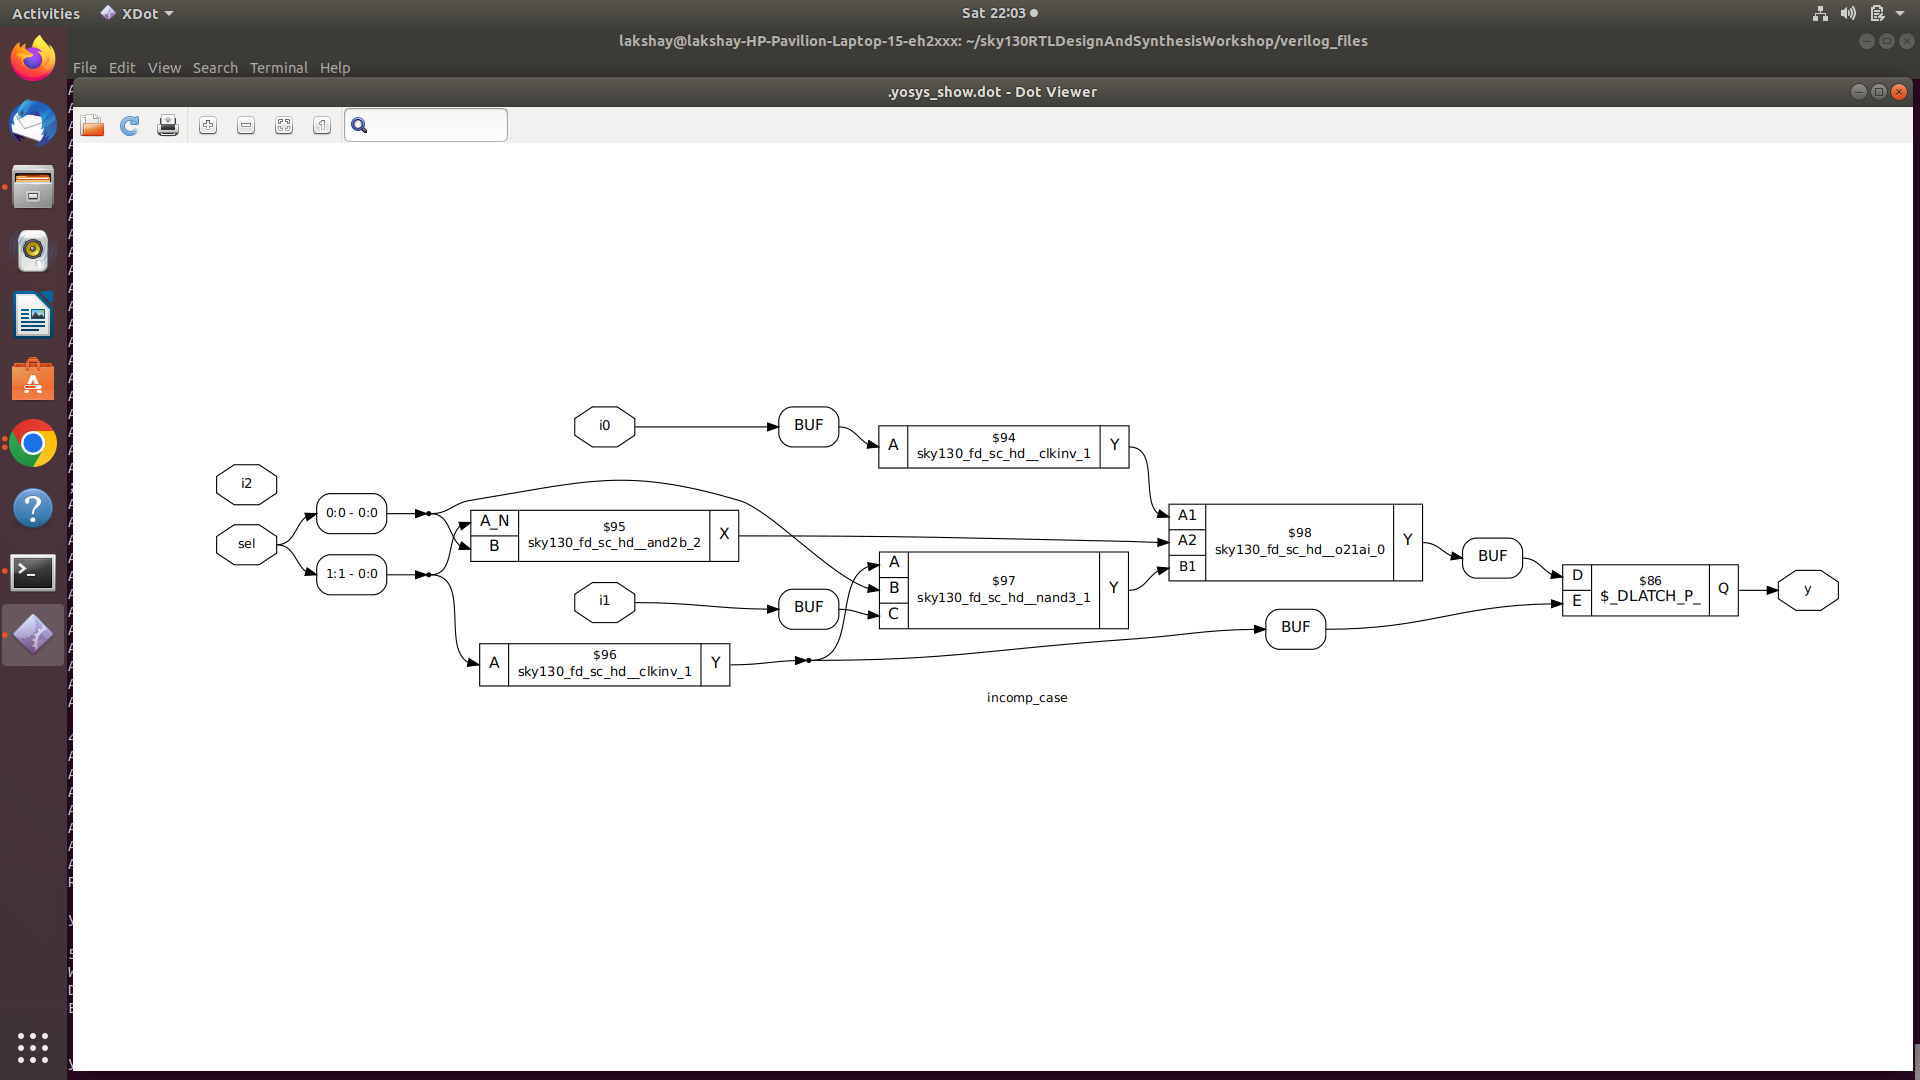 Activities
XDot
Sat 22:03
lakshay@lakshay-HP-Pavilion-Laptop-15-eh2xxx: ~/sky130RTLDesignAndSynthesisWorkshop/verilog_files
File Edit View Search Terminal Help
.yosys_show.dot - Dot Viewer
i0
BUF
A
$94
sky130_fd_sc_hd__clkinv_1
Y
i2
sel
0:0 - 0:0
1:1 - 0:0
A_N
B
$95
sky130_fd_sc_hd__and2b_2
X
i1
BUF
A
B
C
$97
sky130_fd_sc_hd__nand3_1
Y
A
$96
sky130_fd_sc_hd__clkinv_1
Y
A1
A2
B1
$98
sky130_fd_sc_hd__o21ai_0
Y
BUF
BUF
D
E
$86
$_DLATCH_P_
Q
y
incomp_case